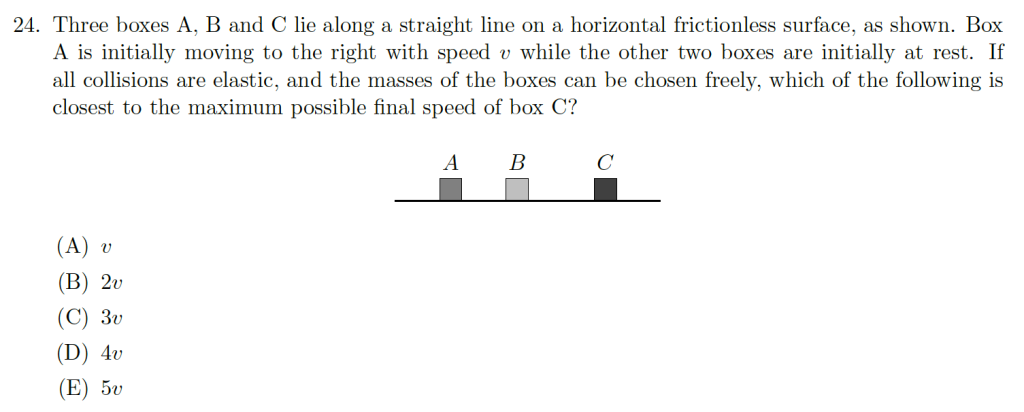 24. Three boxes A, B and C lie along a straight line on a horizontal frictionless surface, as shown. Box
A is initially moving to the right with speed v while the other two boxes are initially at rest. If
all collisions are elastic, and the masses of the boxes can be chosen freely, which of the following is
closest to the maximum possible final speed of box C?
A B C
(A) v
(B) 2v
(C) 3v
(D) 4v
(E) 5v